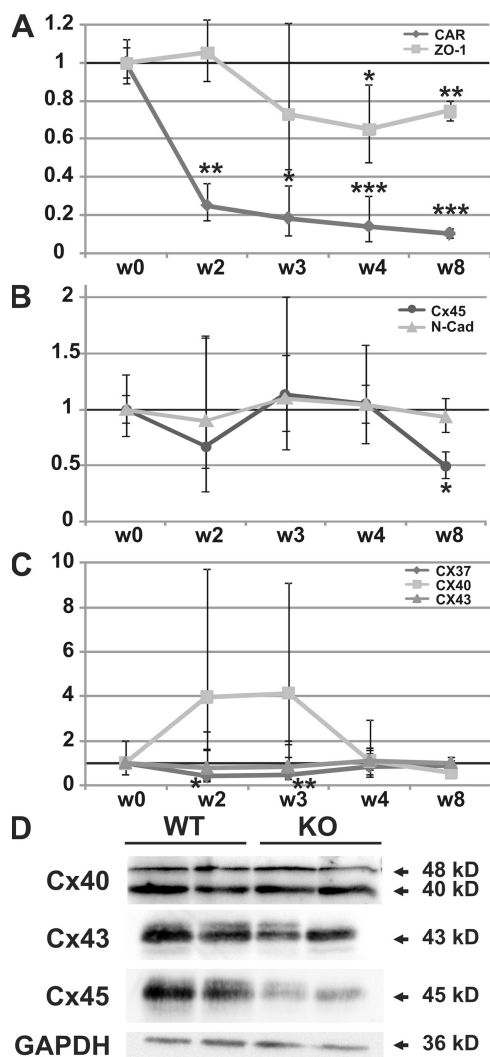 A
1.2
1
0.8
0.6
0.4
0.2
0
CAR
ZO-1
*
**
**
*
***
***
w0 w2 w3 w4 w8
B
2
1.5
1
0.5
0
Cx45
N-Cad
*
w0 w2 w3 w4 w8
C
10
8
6
4
2
0
CX37
CX40
CX43
* **
w0 w2 w3 w4 w8
D
WT KO
Cx40
48 kD
40 kD
Cx43 43 kD
Cx45 45 kD
GAPDH 36 kD